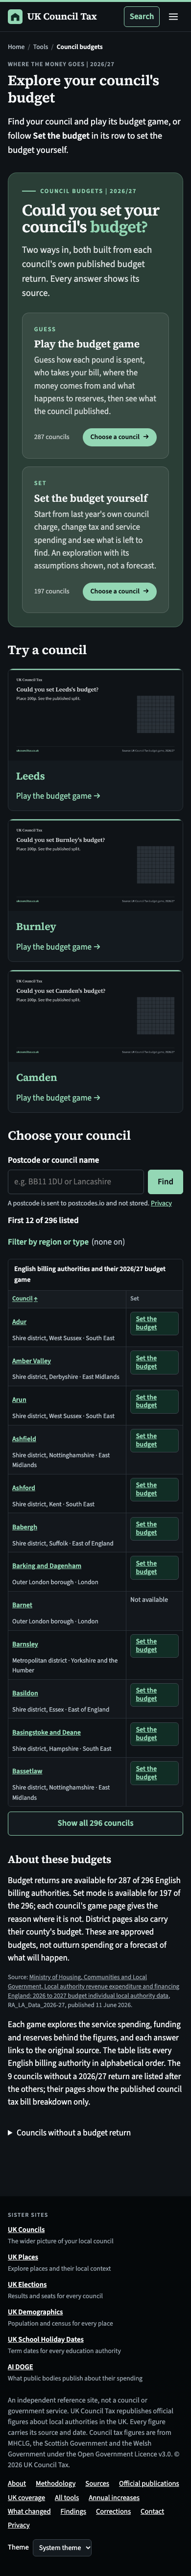 UK Council Tax
Search
Home / Tools / Council budgets
WHERE THE MONEY GOES | 2026/27
Explore your council's
budget
Find your council and play its budget game, or
follow Set the budget in its row to set the
budget yourself.
COUNCIL BUDGETS | 2026/27
Could you set your
council's budget?
Two ways in, both built from each
council's own published budget
return. Every answer shows its
source.
GUESS
Play the budget game
Guess how each pound is spent,
who takes your bill, where the
money comes from and what
happens to reserves, then see what
the council published.
287 councils
Choose a council →
SET
Set the budget yourself
Start from last year's own council
charge, change tax and service
spending and see what is left to
find. An exploration with its
assumptions shown, not a forecast.
197 councils
Choose a council →
Try a council
UK Council Tax
Could you set Leeds's budget?
Place 100p. See the published split.
Leeds
Play the budget game →
UK Council Tax
Could you set Burnley's budget?
Place 100p. See the published split.
Burnley
Play the budget game →
UK Council Tax
Could you set Camden's budget?
Place 100p. See the published split.
Camden
Play the budget game →
Choose your council
Postcode or council name
e.g. BB11 1DU or Lancashire
Find
A postcode is sent to postcodes.io and not stored. Privacy
First 12 of 296 listed
Filter by region or type (none on)
English billing authorities and their 2026/27 budget
game
Council ↑
Set
Adur
Set the
budget
Shire district, West Sussex · South East
Amber Valley
Set the
budget
Shire district, Derbyshire · East Midlands
Arun
Set the
budget
Shire district, West Sussex · South East
Ashfield
Set the
budget
Shire district, Nottinghamshire · East
Midlands
Ashford
Set the
budget
Shire district, Kent · South East
Babergh
Set the
budget
Shire district, Suffolk · East of England
Barking and Dagenham
Set the
budget
Outer London borough · London
Barnet
Not available
Outer London borough · London
Barnsley
Set the
budget
Metropolitan district · Yorkshire and the
Humber
Basildon
Set the
budget
Shire district, Essex · East of England
Basingstoke and Deane
Set the
budget
Shire district, Hampshire · South East
Bassetlaw
Set the
budget
Shire district, Nottinghamshire · East
Midlands
Show all 296 councils
About these budgets
Budget returns are available for 287 of 296 English
billing authorities. Set mode is available for 197 of
the 296; each council's game page gives the
reason where it is not. District pages also carry
their county's budget. These are approved
budgets, not outturn spending or a forecast of
what will happen.
Source: Ministry of Housing, Communities and Local
Government, Local authority revenue expenditure and financing
England: 2026 to 2027 budget individual local authority data,
RA_LA_Data_2026-27, published 11 June 2026.
Each game explores the service spending, funding
and reserves behind the figures, and each answer
links to the original source. The table lists every
English billing authority in alphabetical order. The
9 councils without a 2026/27 return are listed after
the others; their pages show the published council
tax bill breakdown only.
▶ Councils without a budget return
SISTER SITES
UK Councils
The wider picture of your local council
UK Places
Explore places and their local context
UK Elections
Results and seats for every council
UK Demographics
Population and census for every place
UK School Holiday Dates
Term dates for every education authority
AI DOGE
What public bodies publish about their spending
An independent reference site, not a council or
government service. UK Council Tax republishes official
figures about local authorities in the UK. Every figure
carries its source and date. Council tax figures are from
MHCLG, the Scottish Government and the Welsh
Government under the Open Government Licence v3.0. ©
2026 UK Council Tax.
About Methodology Sources Official publications
UK coverage All tools Annual increases
What changed Findings Corrections Contact
Privacy
Theme System theme